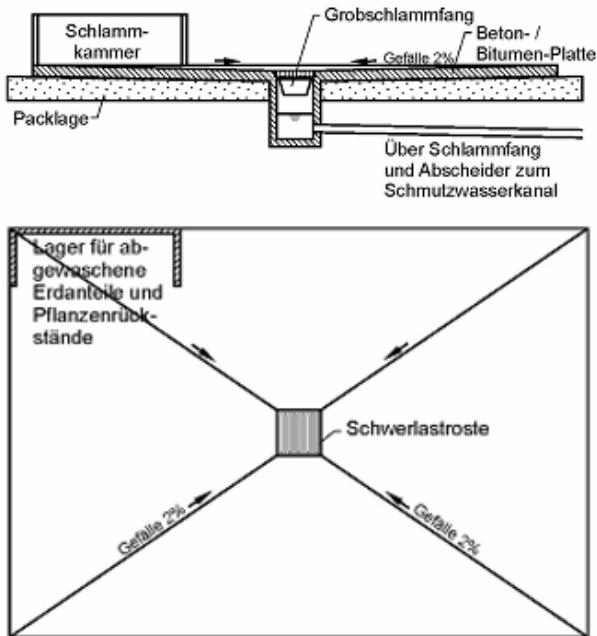 Schlamm-
kammer
Grobschlammfang
Beton- /
Bitumen-Platte
Gefälle 2%
Packlage
Über Schlammfang
und Abscheider zum
Schmutzwasserkanal
Lager für ab-
gewaschene
Erdanteile und
Pflanzenrück-
stände
Schwerlastroste
Gefälle 2%
Gefälle 2%